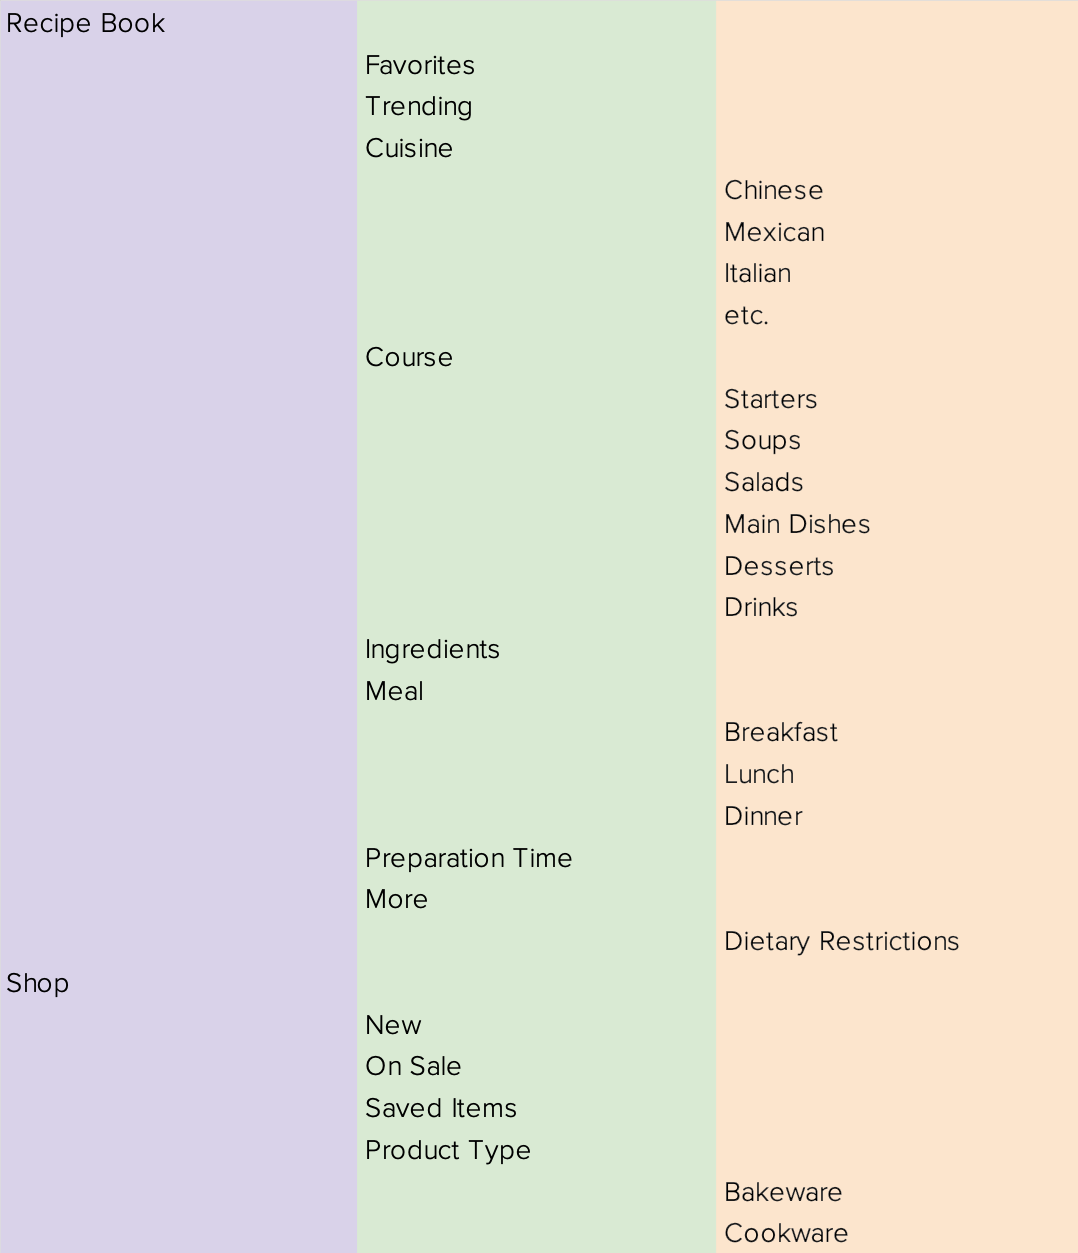 Recipe Book
Favorites
Trending
Cuisine
Chinese
Mexican
Italian
etc.
Course
Starters
Soups
Salads
Main Dishes
Desserts
Drinks
Ingredients
Meal
Breakfast
Lunch
Dinner
Preparation Time
More
Dietary Restrictions
Shop
New
On Sale
Saved Items
Product Type
Bakeware
Cookware